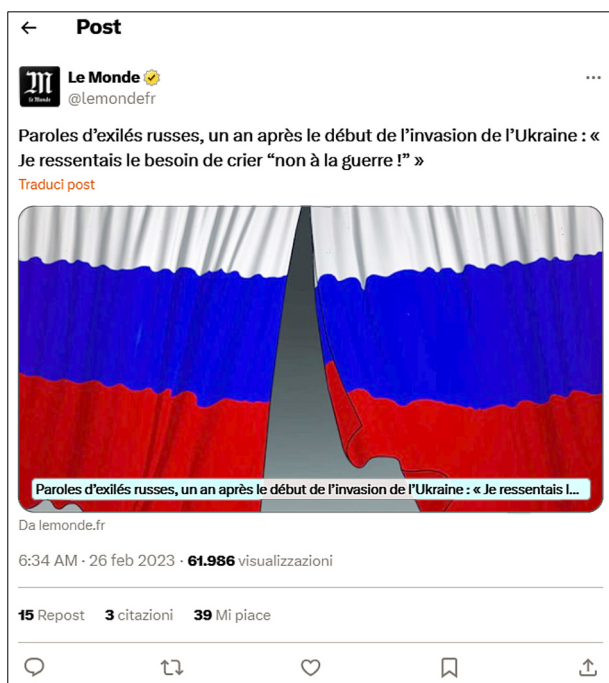 Post
Le Monde
@lemondefr
Paroles d’exilés russes, un an après le début de l’invasion de l’Ukraine : «
Je ressentais le besoin de crier “non à la guerre !” »
Traduci post
Paroles d’exilés russes, un an après le début de l’invasion de l’Ukraine : « Je ressentais l...
Da lemonde.fr
6:34 AM · 26 feb 2023 · 61.986 visualizzazioni
15 Repost 3 citazioni 39 Mi piace